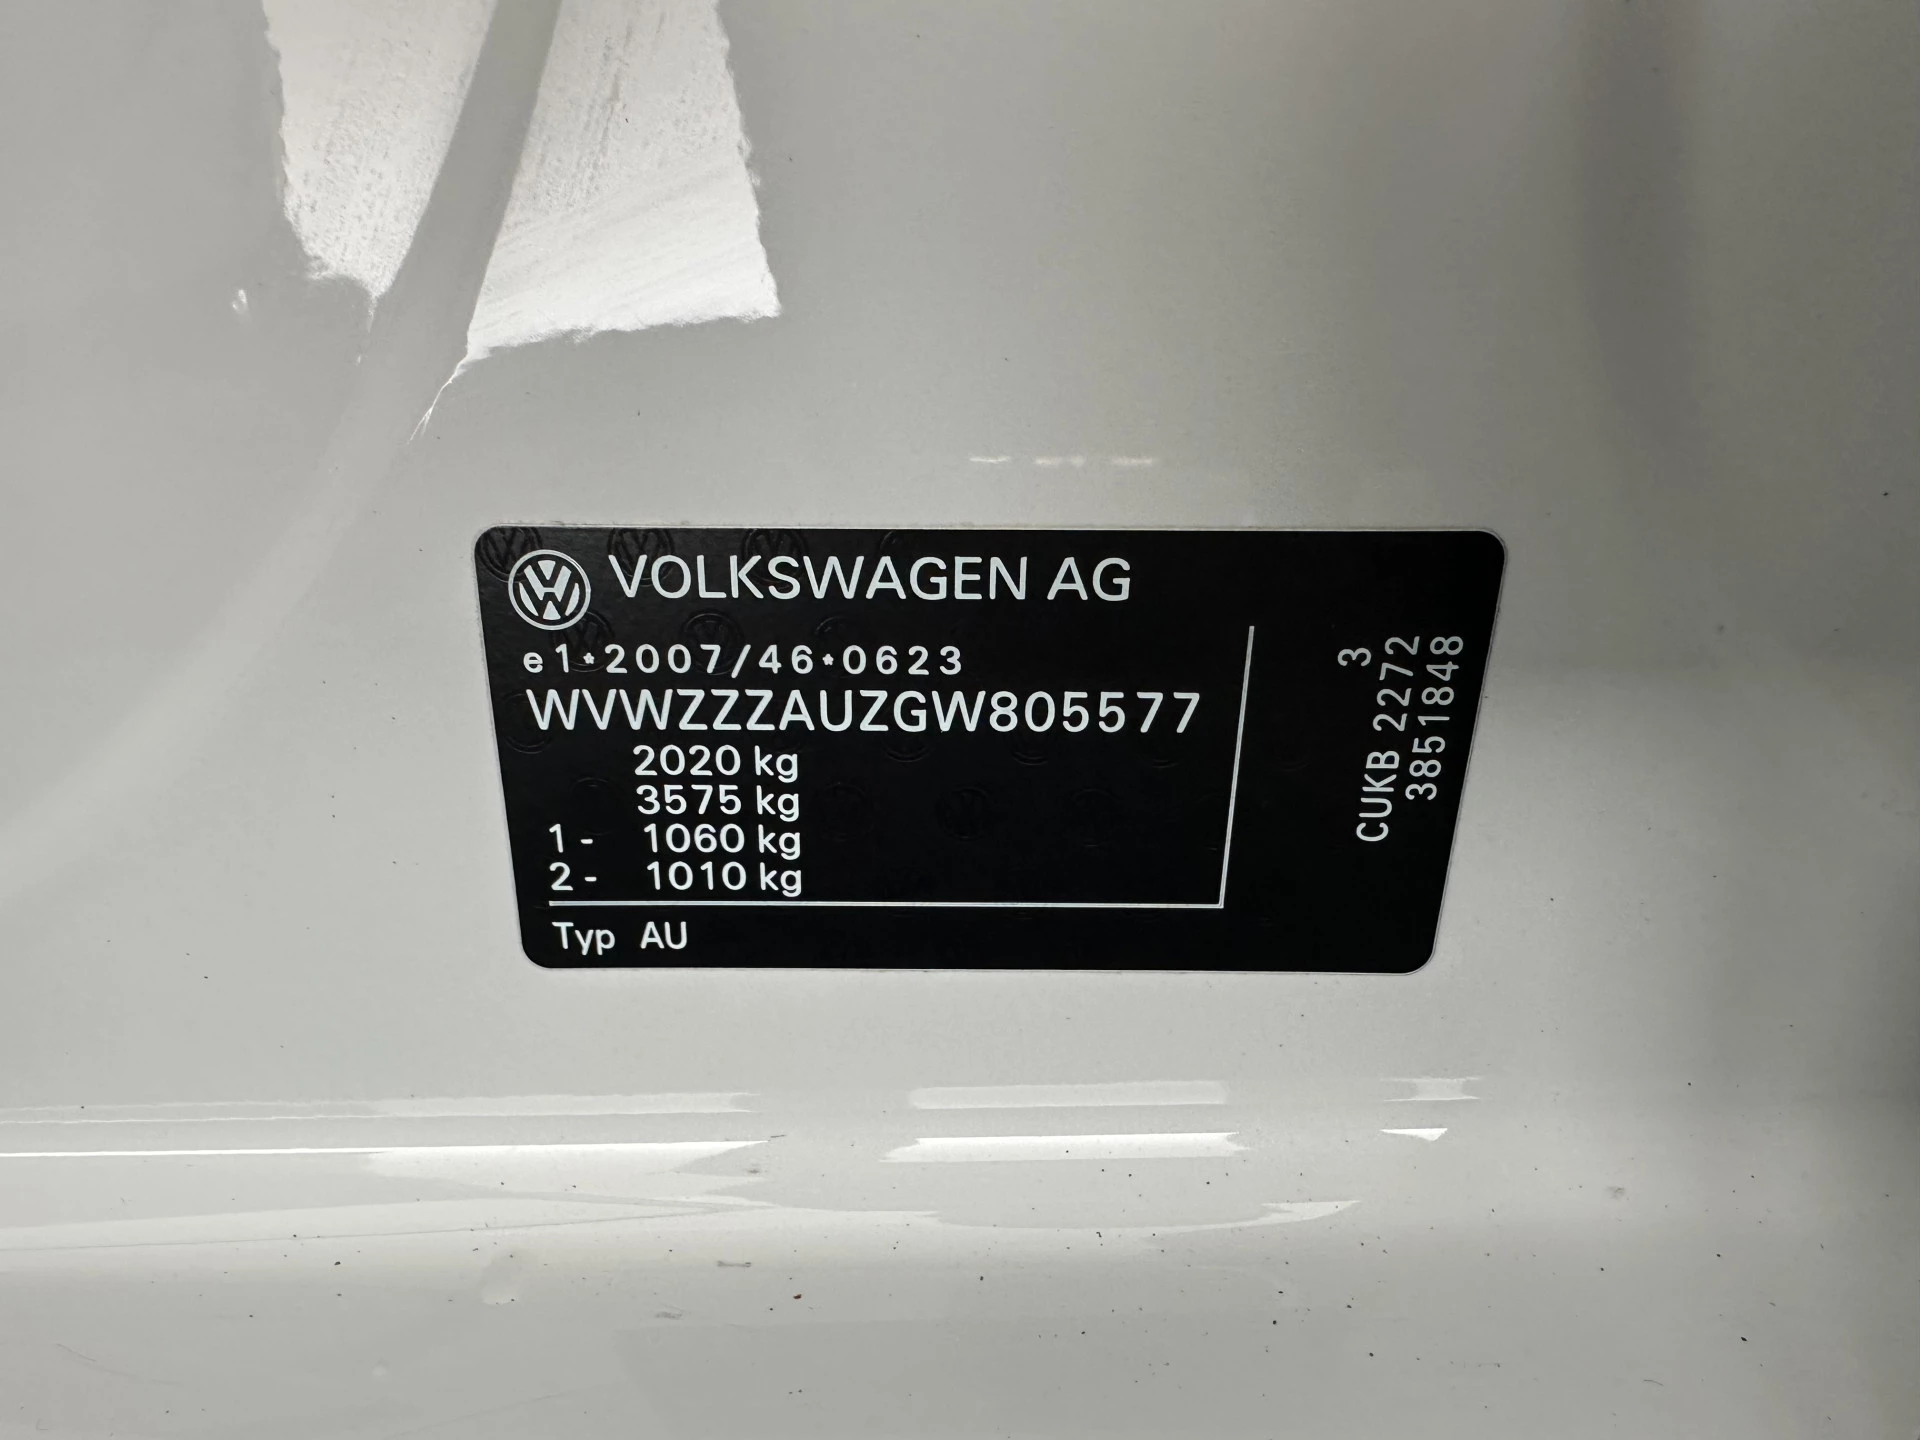 VOLKSWAGEN AG
e1*2007/46*0623
WVWZZZAUZGW805577
2020 kg
3575 kg
1- 1060 kg
2- 1010 kg
Typ AU
3
CUKB 2272
3851848